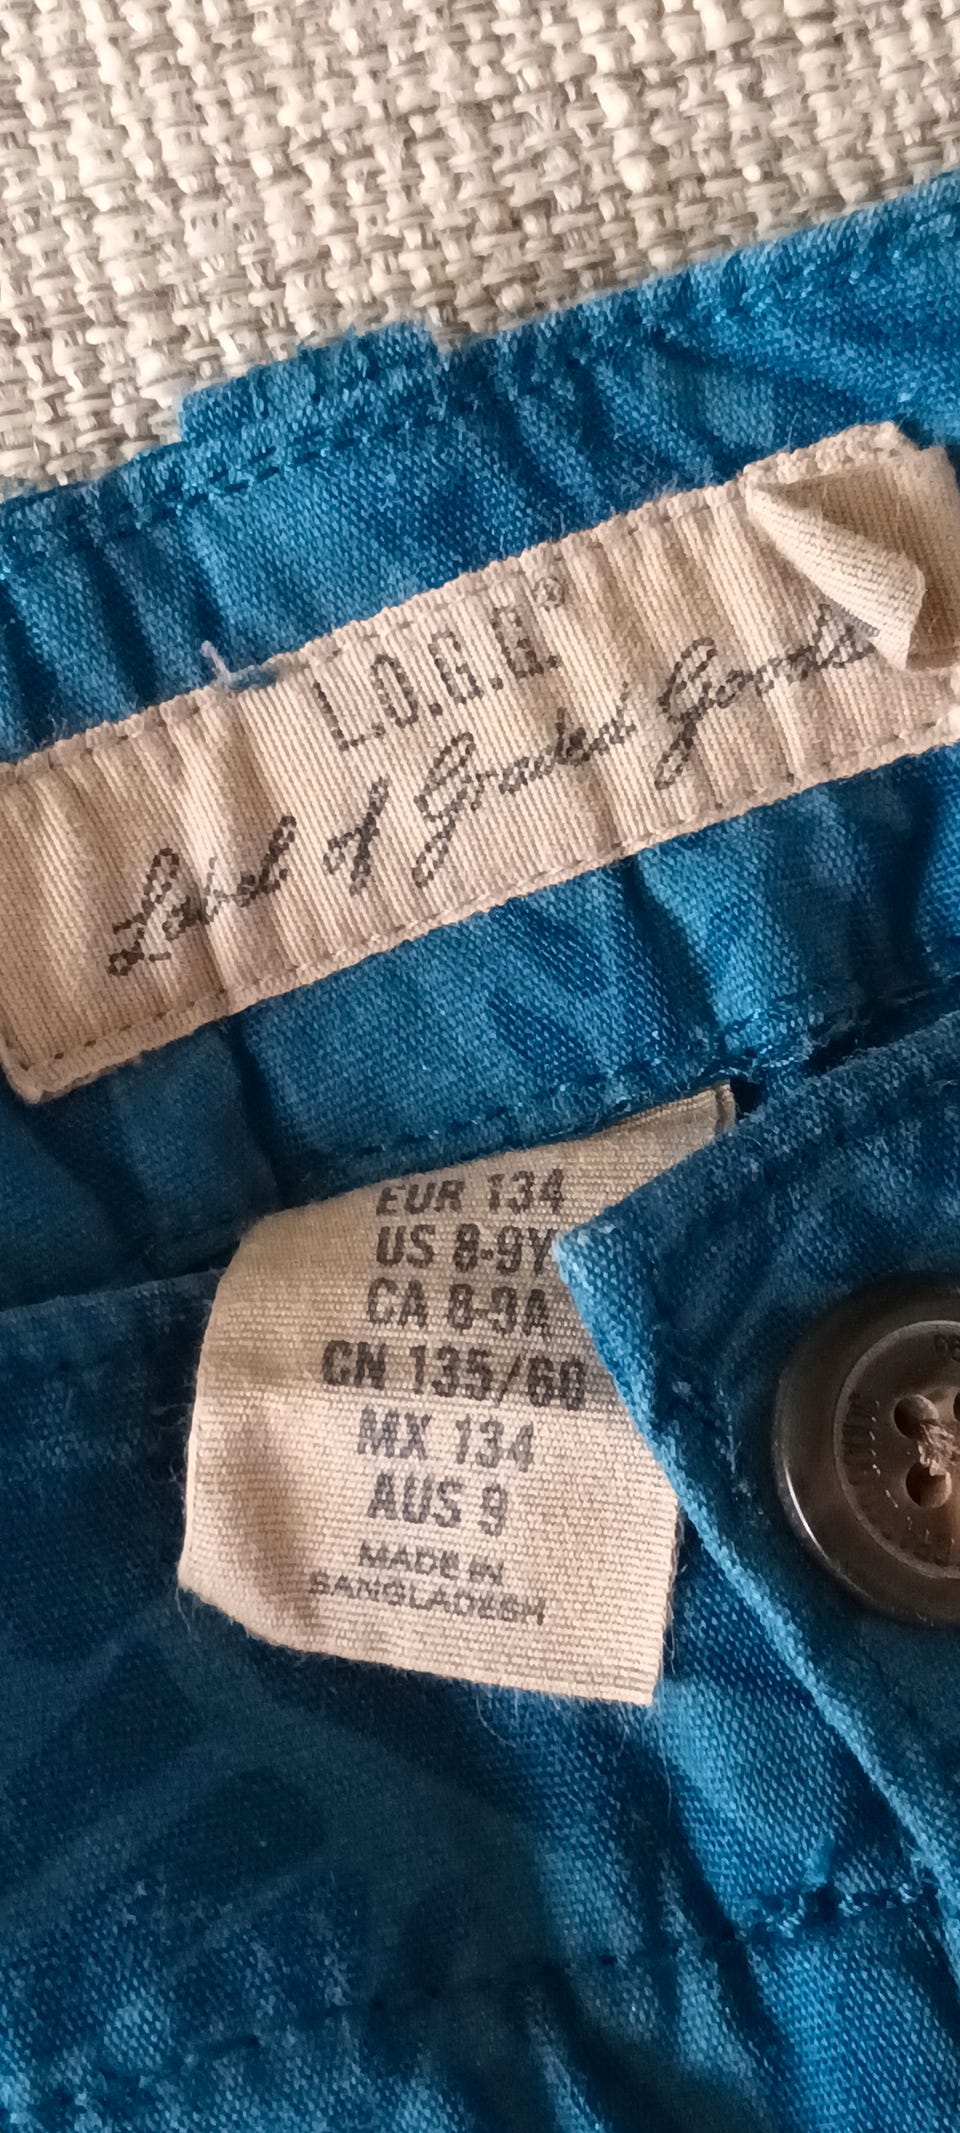 L.O.G.G.®
Label of Graded Goods
EUR 134
US 8-9Y
CA 8-9A
CN 135/60
MX 134
AUS 9
MADE IN
BANGLADESH